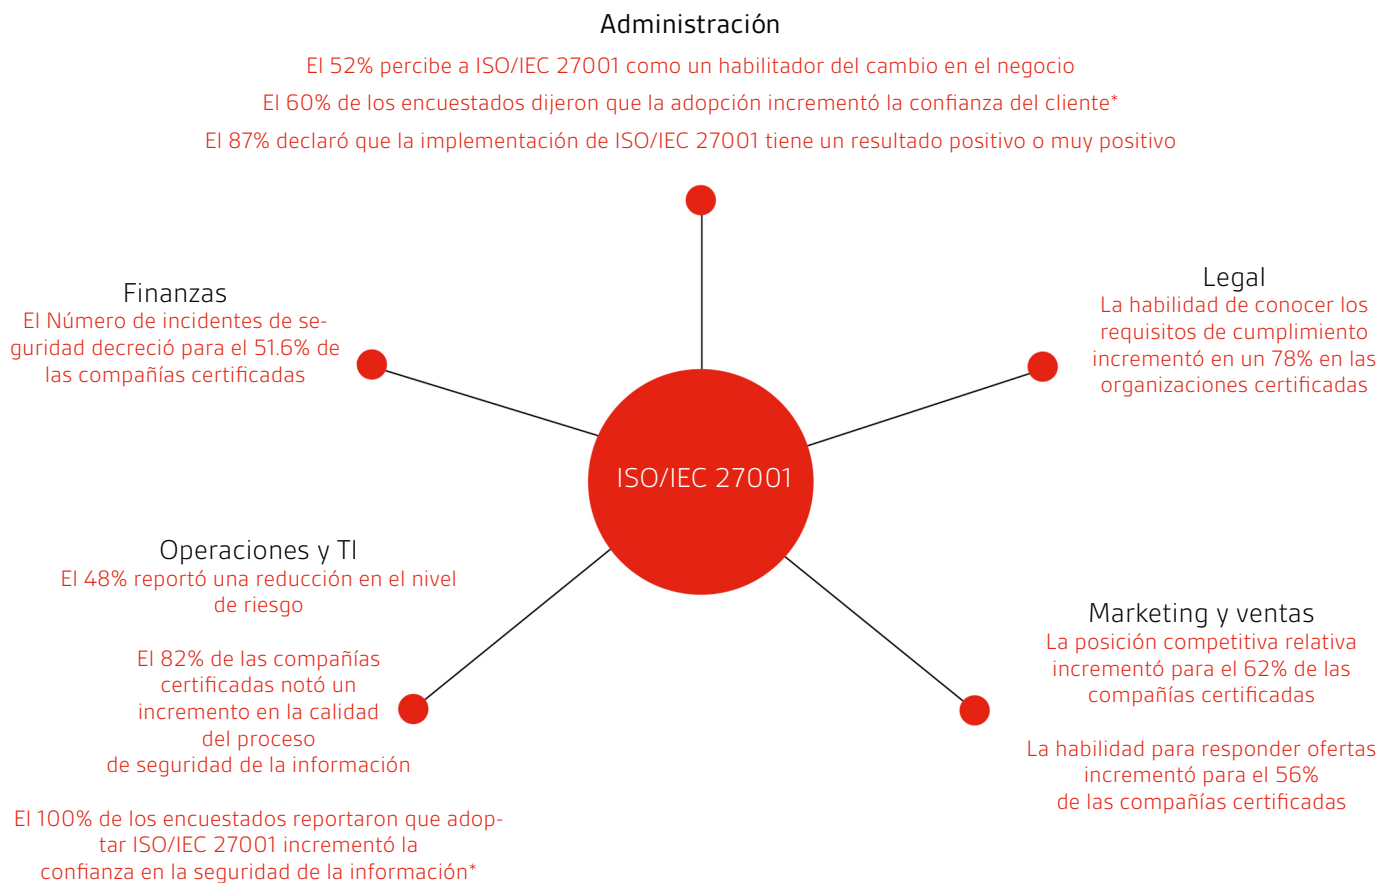 Administración
El 52% percibe a ISO/IEC 27001 como un habilitador del cambio en el negocio
El 60% de los encuestados dijeron que la adopción incrementó la confianza del cliente*
El 87% declaró que la implementación de ISO/IEC 27001 tiene un resultado positivo o muy positivo
Finanzas
El Número de incidentes de se-
guridad decreció para el 51.6% de
las compañías certificadas
Legal
La habilidad de conocer los
requisitos de cumplimiento
incrementó en un 78% en las
organizaciones certificadas
ISO/IEC 27001
Operaciones y TI
El 48% reportó una reducción en el nivel
de riesgo
El 82% de las compañías
certificadas notó un
incremento en la calidad
del proceso
de seguridad de la información
El 100% de los encuestados reportaron que adop-
tar ISO/IEC 27001 incrementó la
confianza en la seguridad de la información*
Marketing y ventas
La posición competitiva relativa
incrementó para el 62% de las
compañías certificadas
La habilidad para responder ofertas
incrementó para el 56%
de las compañías certificadas